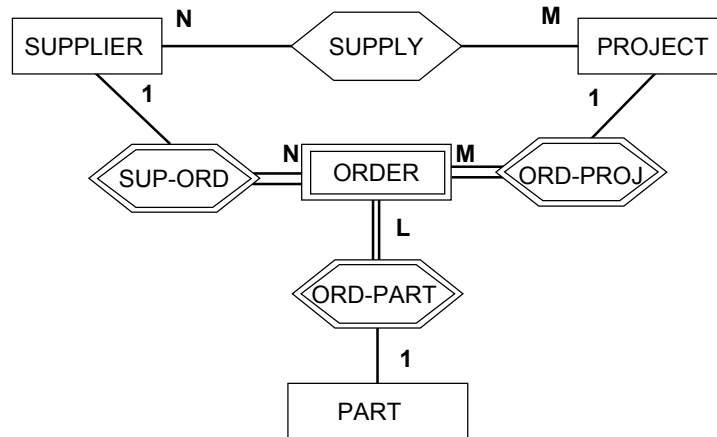 N
M
SUPPLIER
SUPPLY
PROJECT
1
1
N
M
SUP-ORD
ORDER
ORD-PROJ
L
ORD-PART
1
PART